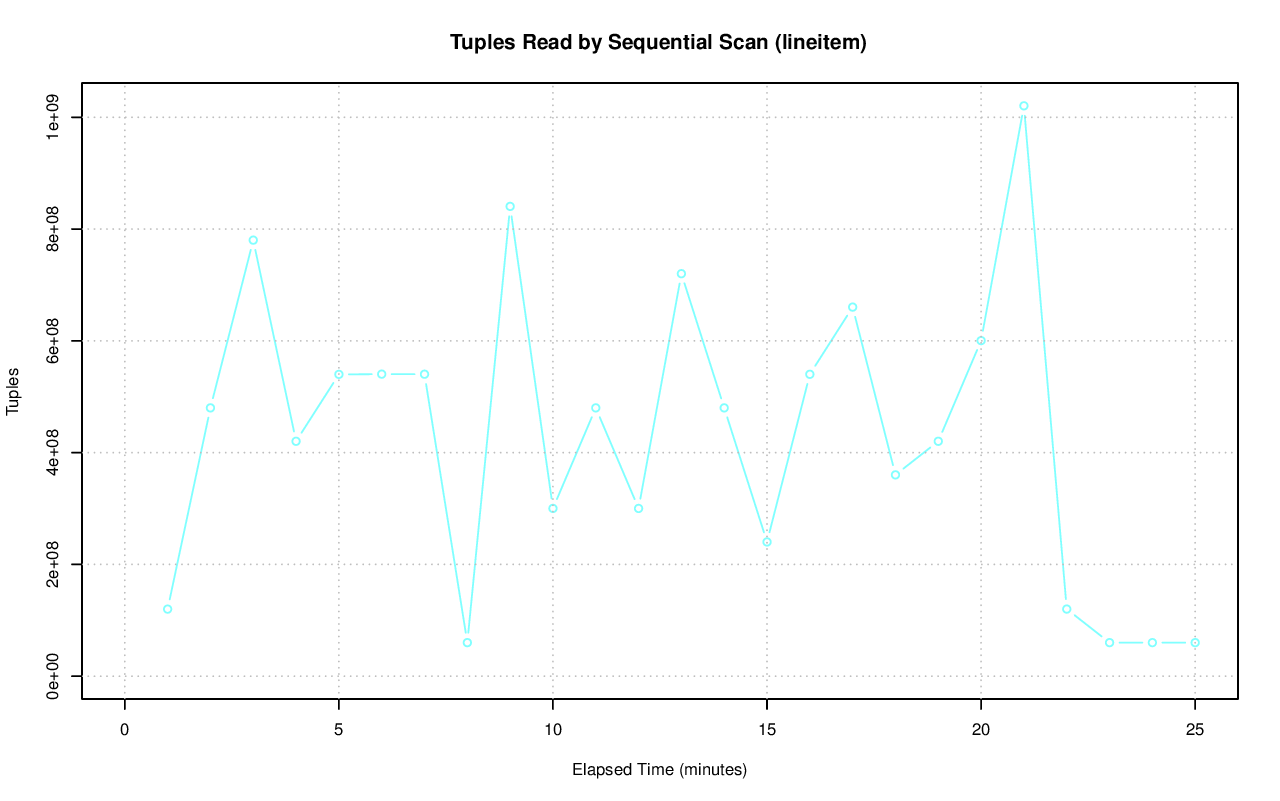 Tuples Read by Sequential Scan (lineitem)
1e+09
8e+08
6e+08
4e+08
2e+08
0e+00
Tuples
0 5 10 15 20 25
Elapsed Time (minutes)